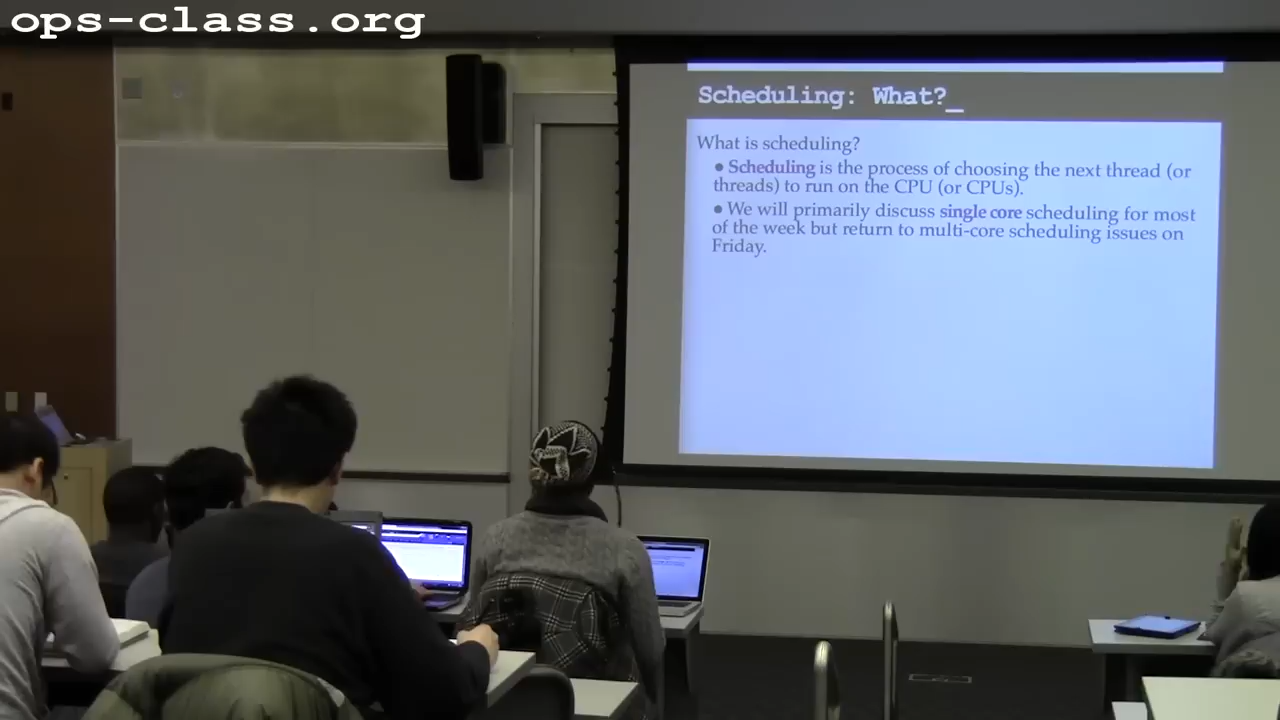 ops-class.org
Scheduling: What?_
What is scheduling?
● Scheduling is the process of choosing the next thread (or
threads) to run on the CPU (or CPUs).
● We will primarily discuss single core scheduling for most
of the week but return to multi-core scheduling issues on
Friday.